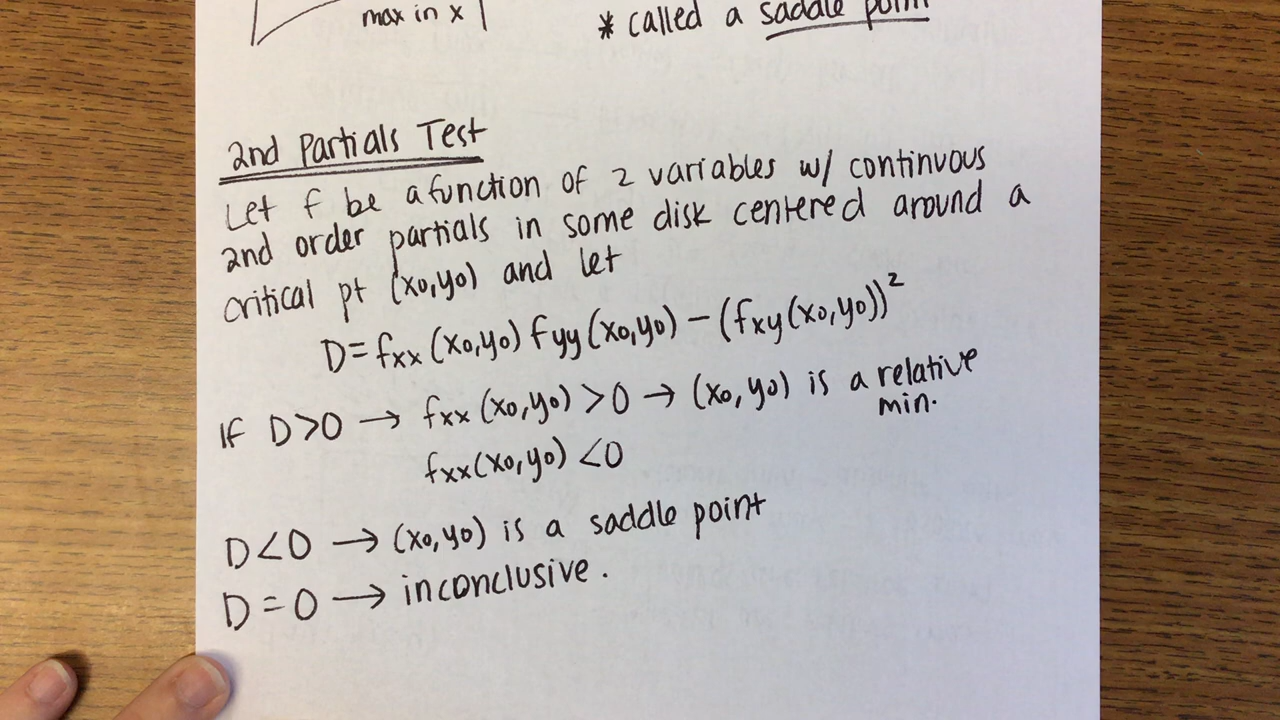 max in x
* called a saddle point
2nd Partials Test
Let f be a function of 2 variables w/ continuous
2nd order partials in some disk centered around a
critical pt (x0,y0) and let
D=fxx(x0,y0)fyy(x0,y0)-(fxy(x0,y0))²
If D>0 → fxx(x0,y0)>0 → (x0,y0) is a relative
min.
fxx(x0,y0)<0
D<0 → (x0,y0) is a saddle point
D=0 → inconclusive.